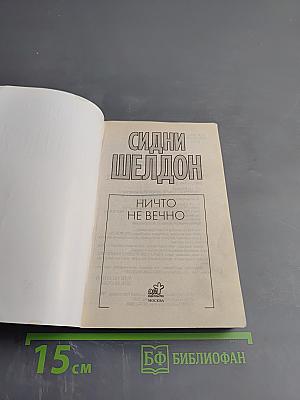 СИДНИ
ШЕЛДОН
НИЧТО
НЕ ВЕЧНО
МОСКВА
15 см
БФ БИБЛИОФАН